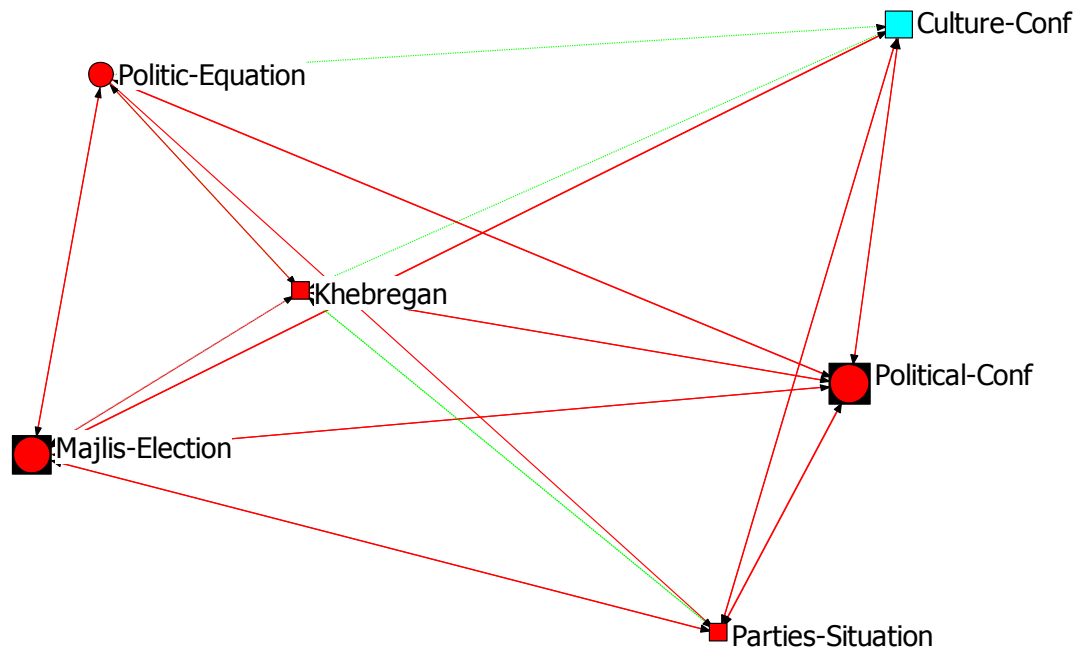 Culture-Conf
Politic-Equation
Khebregan
Political-Conf
Majlis-Election
Parties-Situation